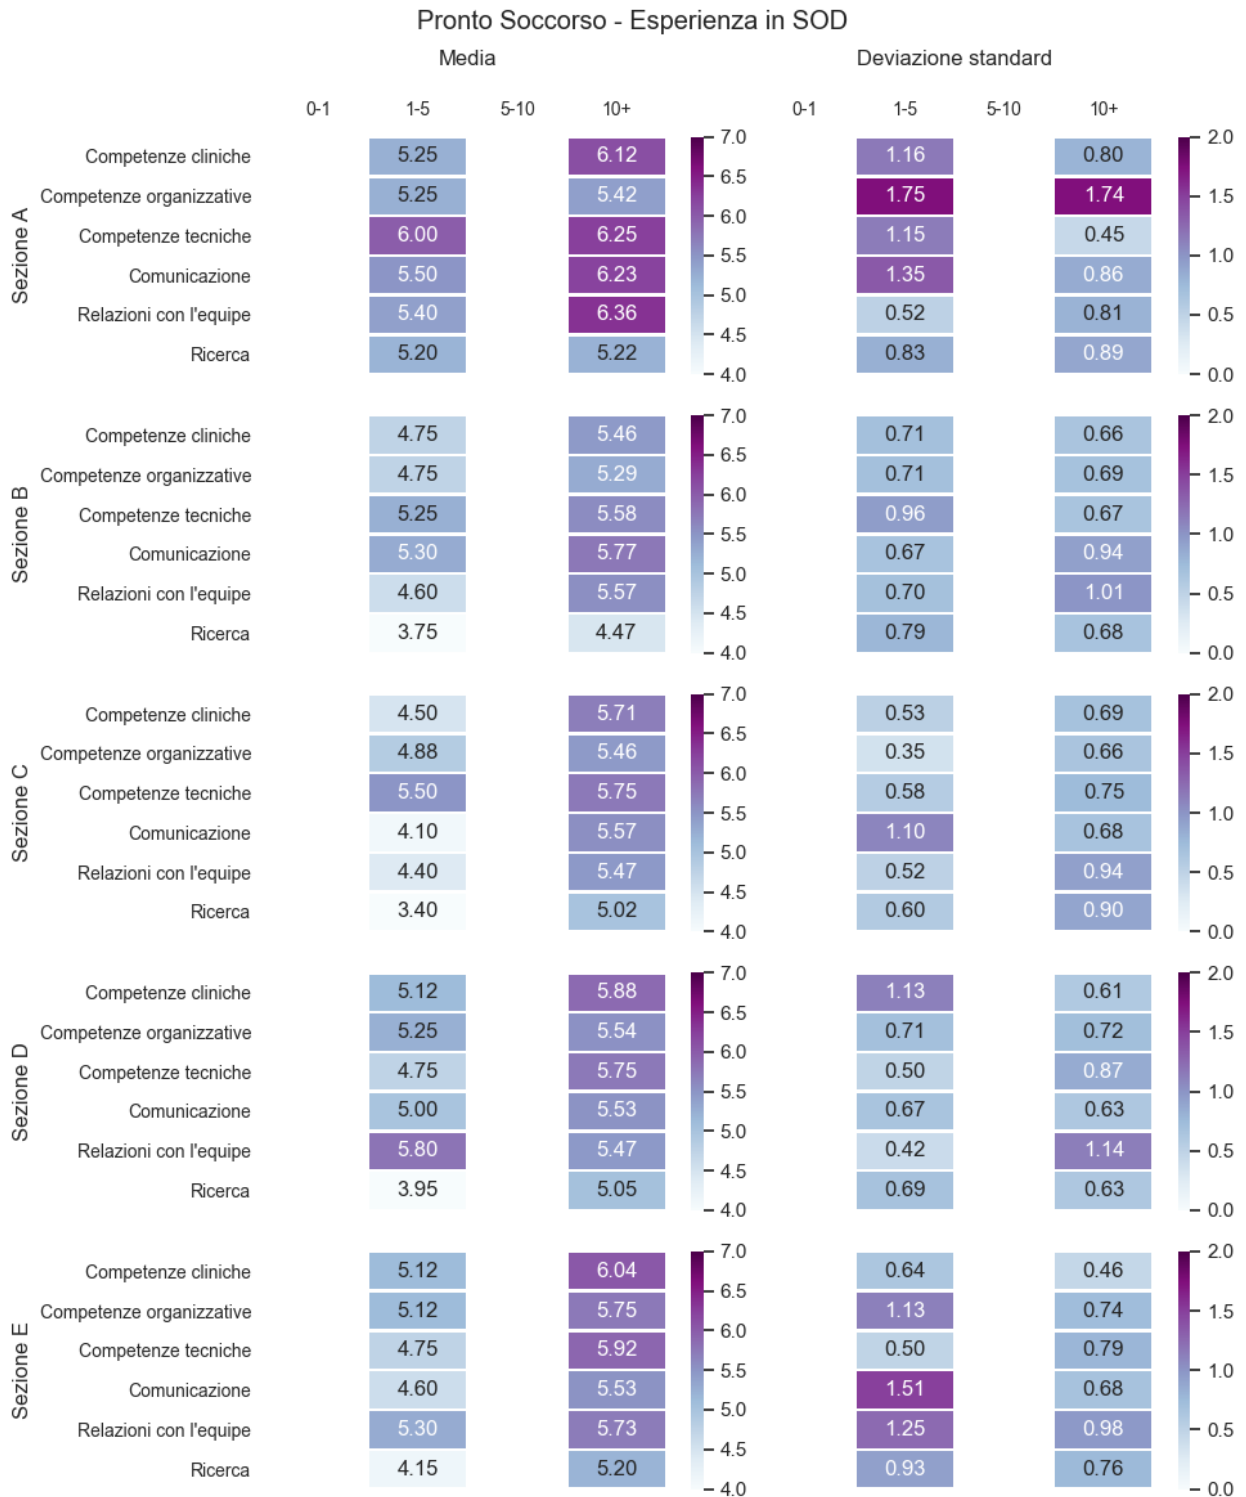 Pronto Soccorso - Esperienza in SOD
Media Deviazione standard
0-1 1-5 5-10 10+ 0-1 1-5 5-10 10+
Sezione A
Competenze cliniche 5.25 6.12 1.16 0.80
Competenze organizzative 5.25 5.42 1.75 1.74
Competenze tecniche 6.00 6.25 1.15 0.45
Comunicazione 5.50 6.23 1.35 0.86
Relazioni con l'equipe 5.40 6.36 0.52 0.81
Ricerca 5.20 5.22 0.83 0.89
7.0 6.5 6.0 5.5 5.0 4.5 4.0
2.0 1.5 1.0 0.5 0.0
Sezione B
Competenze cliniche 4.75 5.46 0.71 0.66
Competenze organizzative 4.75 5.29 0.71 0.69
Competenze tecniche 5.25 5.58 0.96 0.67
Comunicazione 5.30 5.77 0.67 0.94
Relazioni con l'equipe 4.60 5.57 0.70 1.01
Ricerca 3.75 4.47 0.79 0.68
7.0 6.5 6.0 5.5 5.0 4.5 4.0
2.0 1.5 1.0 0.5 0.0
Sezione C
Competenze cliniche 4.50 5.71 0.53 0.69
Competenze organizzative 4.88 5.46 0.35 0.66
Competenze tecniche 5.50 5.75 0.58 0.75
Comunicazione 4.10 5.57 1.10 0.68
Relazioni con l'equipe 4.40 5.47 0.52 0.94
Ricerca 3.40 5.02 0.60 0.90
7.0 6.5 6.0 5.5 5.0 4.5 4.0
2.0 1.5 1.0 0.5 0.0
Sezione D
Competenze cliniche 5.12 5.88 1.13 0.61
Competenze organizzative 5.25 5.54 0.71 0.72
Competenze tecniche 4.75 5.75 0.50 0.87
Comunicazione 5.00 5.53 0.67 0.63
Relazioni con l'equipe 5.80 5.47 0.42 1.14
Ricerca 3.95 5.05 0.69 0.63
7.0 6.5 6.0 5.5 5.0 4.5 4.0
2.0 1.5 1.0 0.5 0.0
Sezione E
Competenze cliniche 5.12 6.04 0.64 0.46
Competenze organizzative 5.12 5.75 1.13 0.74
Competenze tecniche 4.75 5.92 0.50 0.79
Comunicazione 4.60 5.53 1.51 0.68
Relazioni con l'equipe 5.30 5.73 1.25 0.98
Ricerca 4.15 5.20 0.93 0.76
7.0 6.5 6.0 5.5 5.0 4.5 4.0
2.0 1.5 1.0 0.5 0.0